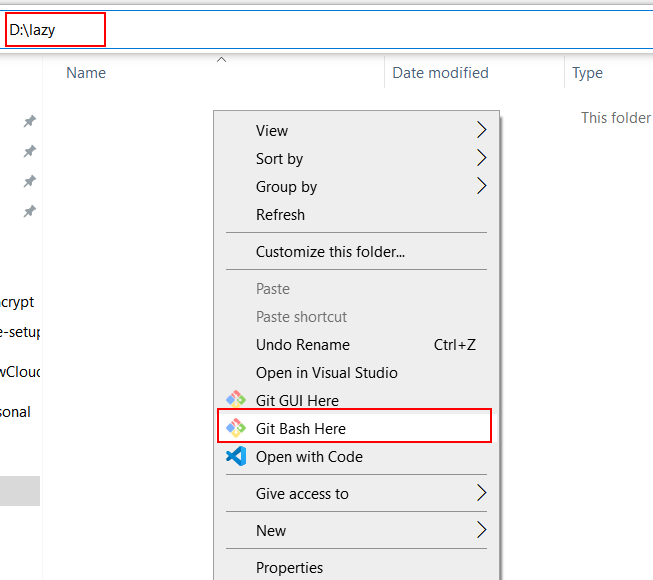 D:\lazy
Name Date modified Type
This folder
View
Sort by
Group by
Refresh
Customize this folder...
Paste
Paste shortcut
Undo Rename Ctrl+Z
Open in Visual Studio
Git GUI Here
Git Bash Here
Open with Code
Give access to
New
Properties
crypt
e-setup
wCloud
sonal